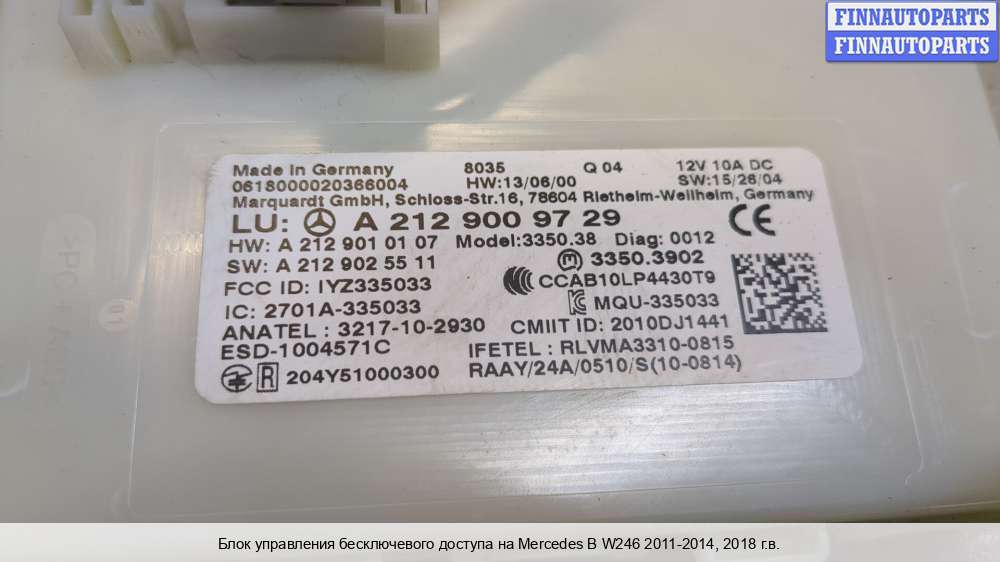 FINNAUTOPARTS
FINNAUTOPARTS
Made in Germany 8035 Q 04 12V 10A DC
0618000020366004 HW:13/06/00 SW:15/26/04
Marquardt GmbH, Schloss-Str.16, 78604 Rietheim-Weilheim, Germany
LU: A 212 900 97 29 CE
HW: A 212 901 01 07 Model:3350.38 Diag: 0012
SW: A 212 902 55 11 3350.3902
FCC ID: IYZ335033 CCAB10LP4430T9
IC: 2701A-335033 MQU-335033
ANATEL : 3217-10-2930 CMIIT ID: 2010DJ1441
ESD-1004571C IFETEL : RLVMA3310-0815
R 204Y51000300 RAAY/24A/0510/S(10-0814)
01
Блок управления бесключевого доступа на Mercedes B W246 2011-2014, 2018 г.в.